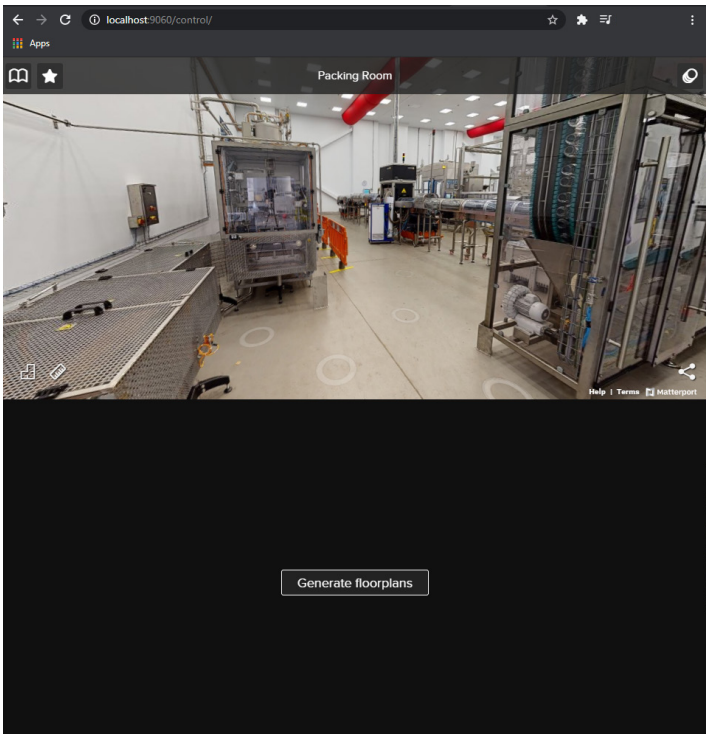 localhost:9060/control/
Apps
Packing Room
Help | Terms Matterport
Generate floorplans